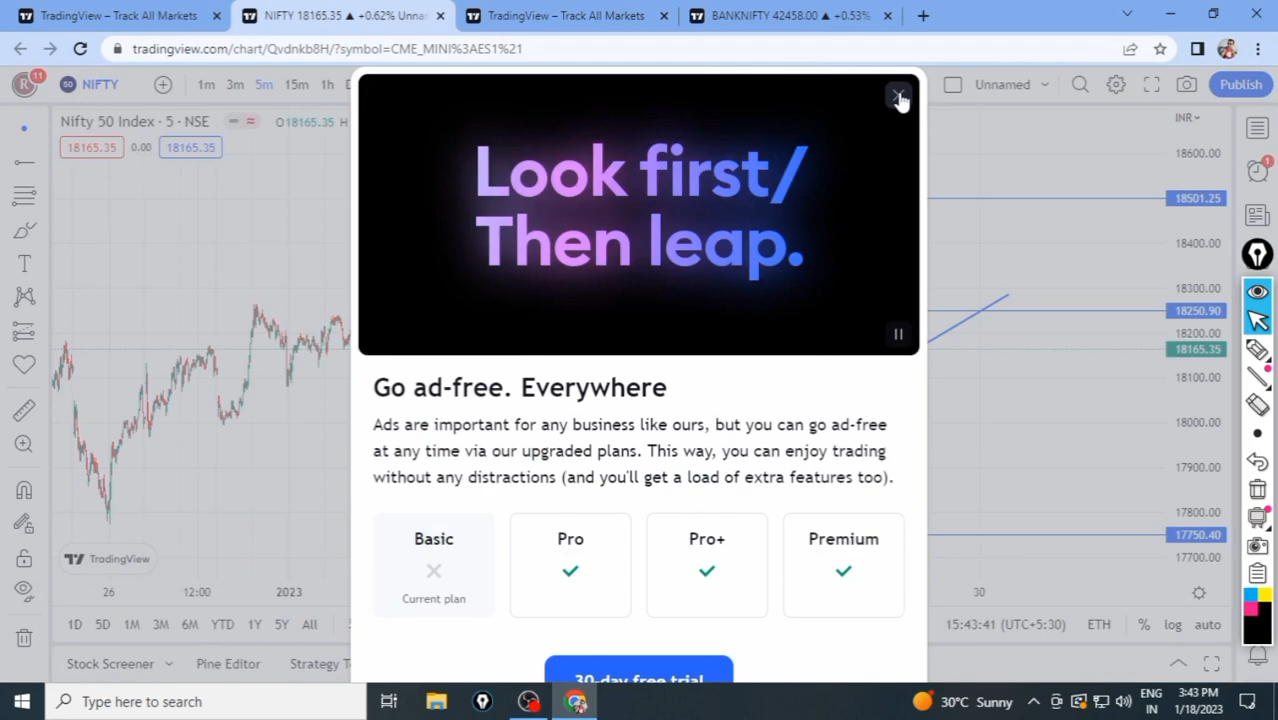 TradingView – Track All Markets
NIFTY 18165.35 ▲ +0.62% Unna
TradingView – Track All Markets
BANKNIFTY 42458.00 ▲ +0.53%
tradingview.com/chart/Qvdnkb8H/?symbol=CME_MINI%3AES1%21
R
11
50
NIFTY
1m 3m 5m 15m 1h
Unnamed
Publish
Look first/
Then leap.
Nifty 50 Index · 5 · NSE
O18165.35 H
18165.35 0.00 18165.35
INR
18600.00
18501.25
18400.00
18300.00
18250.90
18200.00
18165.35
18100.00
18000.00
17900.00
17800.00
17750.40
17700.00
1
Go ad-free. Everywhere
Ads are important for any business like ours, but you can go ad-free
at any time via our upgraded plans. This way, you can enjoy trading
without any distractions (and you'll get a load of extra features too).
Basic
Current plan
Pro
Pro+
Premium
30-day free trial
TradingView
26 12:00 2023 30
1D 5D 1M 3M 6M YTD 1Y 5Y All
15:43:41 (UTC+5:30) ETH % log auto
Stock Screener Pine Editor Strategy T
Type here to search
30°C Sunny
ENG
IN
3:43 PM
1/18/2023